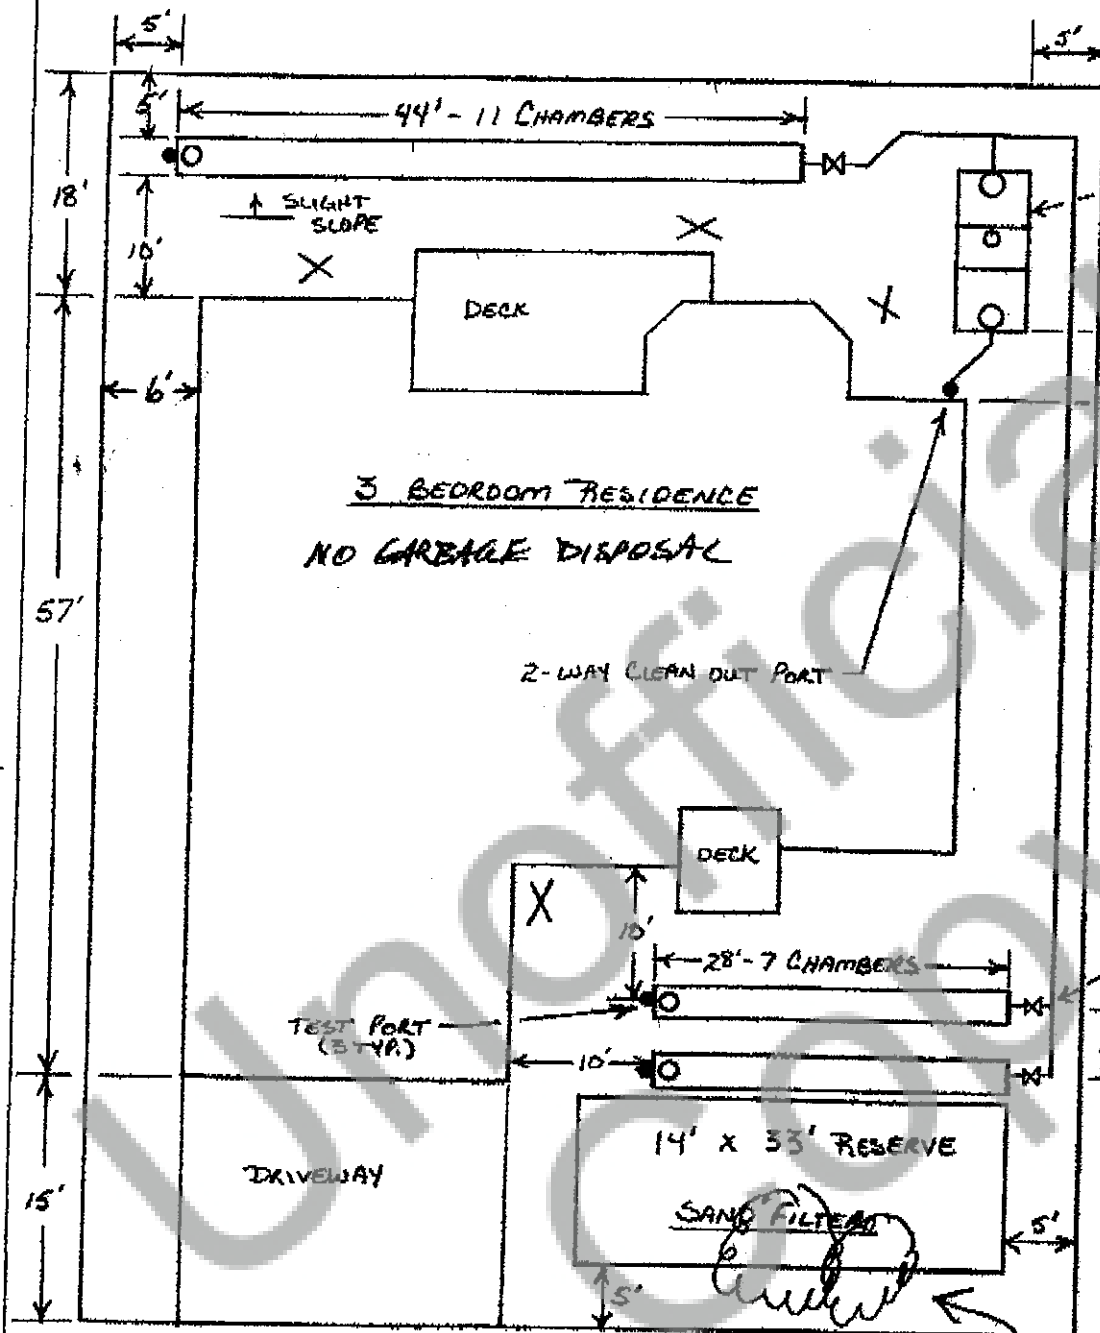 5'
5'
5'
44' - 11 CHAMBERS
18'
SLIGHT
SLOPE
10'
DECK
6'
3 BEDROOM RESIDENCE
NO GARBAGE DISPOSAL
57'
2-WAY CLEAN OUT PORT
DECK
10'
28' - 7 CHAMBERS
TEST PORT
(3 TYP.)
10'
14' x 33' RESERVE
DRIVEWAY
15'
SAND FILTER
5'
5'
Unofficial
Copy